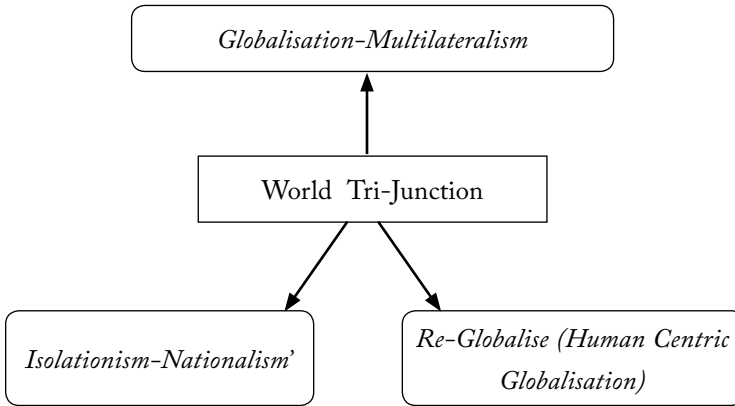 Globalisation-Multilateralism
World Tri-Junction
Isolationism-Nationalism’
Re-Globalise (Human Centric
Globalisation)